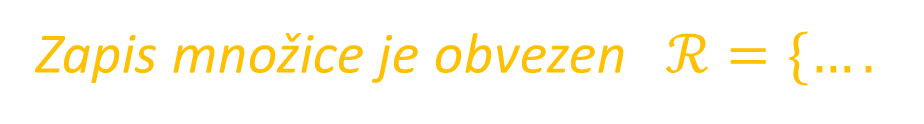 Zapis množice je obvezen ℛ = {… .